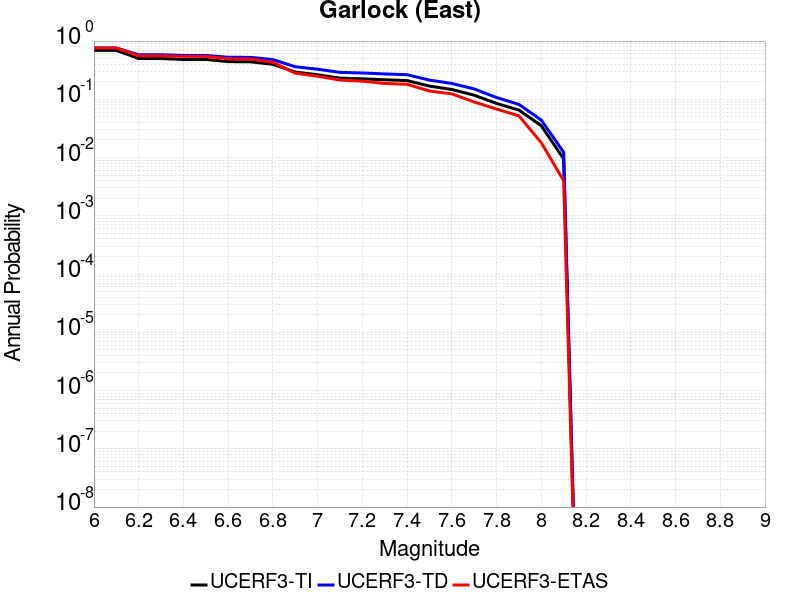 Garlock (East)
10^0
10^-1
10^-2
10^-3
10^-4
10^-5
10^-6
10^-7
10^-8
Annual Probability
6 6.2 6.4 6.6 6.8 7 7.2 7.4 7.6 7.8 8 8.2 8.4 8.6 8.8 9
Magnitude
UCERF3-TI UCERF3-TD UCERF3-ETAS